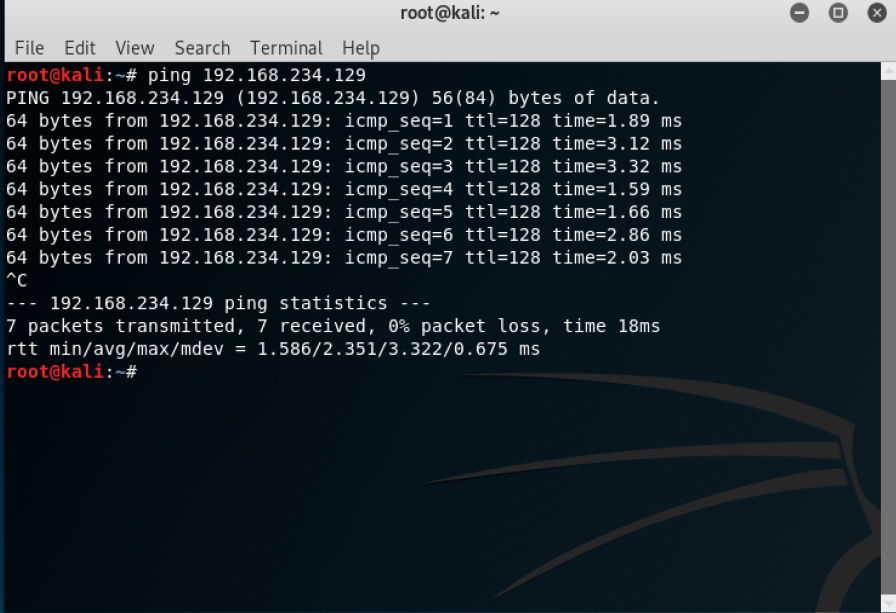 root@kali: ~
File Edit View Search Terminal Help
root@kali:~# ping 192.168.234.129
PING 192.168.234.129 (192.168.234.129) 56(84) bytes of data.
64 bytes from 192.168.234.129: icmp_seq=1 ttl=128 time=1.89 ms
64 bytes from 192.168.234.129: icmp_seq=2 ttl=128 time=3.12 ms
64 bytes from 192.168.234.129: icmp_seq=3 ttl=128 time=3.32 ms
64 bytes from 192.168.234.129: icmp_seq=4 ttl=128 time=1.59 ms
64 bytes from 192.168.234.129: icmp_seq=5 ttl=128 time=1.66 ms
64 bytes from 192.168.234.129: icmp_seq=6 ttl=128 time=2.86 ms
64 bytes from 192.168.234.129: icmp_seq=7 ttl=128 time=2.03 ms
^C
--- 192.168.234.129 ping statistics ---
7 packets transmitted, 7 received, 0% packet loss, time 18ms
rtt min/avg/max/mdev = 1.586/2.351/3.322/0.675 ms
root@kali:~#